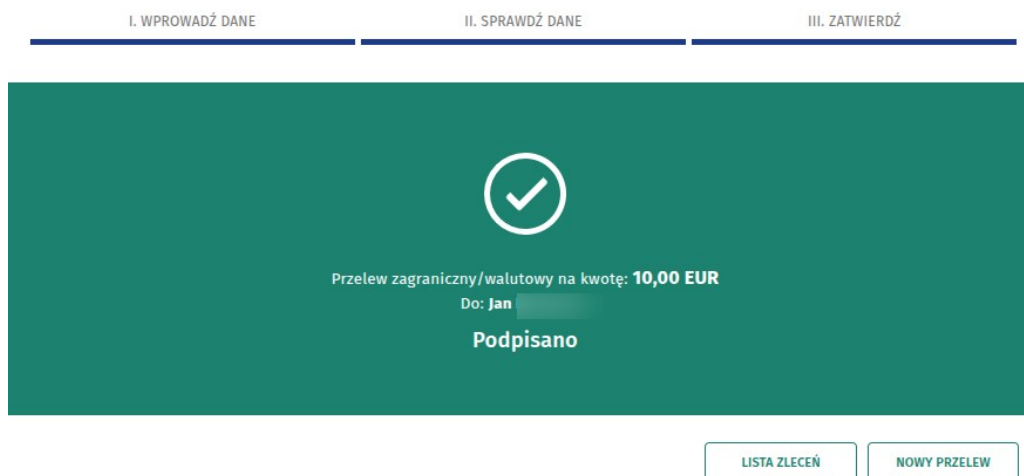 I. WPROWADŹ DANE
II. SPRAWDŹ DANE
III. ZATWIERDŹ
Przelew zagraniczny/walutowy na kwotę: 10,00 EUR
Do: Jan
Podpisano
LISTA ZLECEŃ
NOWY PRZELEW